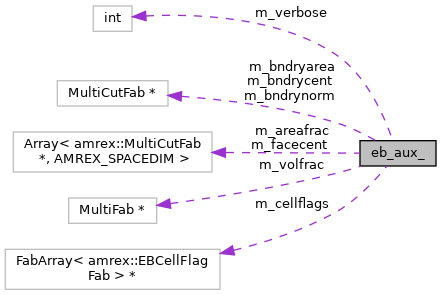 int
m_verbose
MultiCutFab *
m_bndryarea
m_bndrycent
m_bndrynorm
Array< amrex::MultiCutFab
*, AMREX_SPACEDIM >
m_areafrac
m_facecent
eb_aux_
m_volfrac
MultiFab *
m_cellflags
FabArray< amrex::EBCellFlag
Fab > *